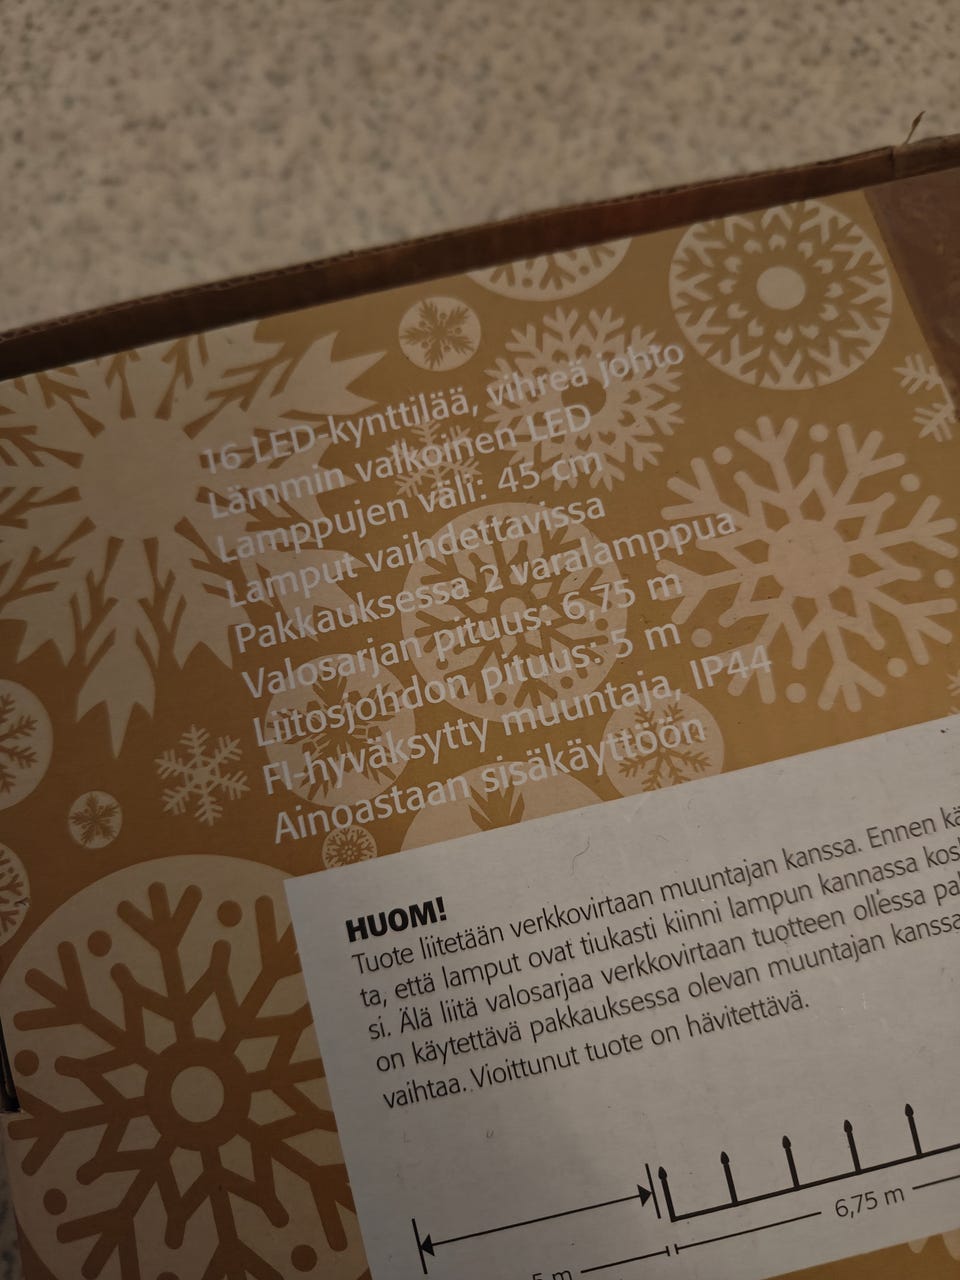 16 LED-kynttilää, vihreä johto
Lämmin valkoinen LED
Lamppujen väli: 45 cm
Lamput vaihdettavissa
Pakkauksessa 2 varalamppua
Valosarjan pituus: 6,75 m
Liitosjohdon pituus: 5 m
FI-hyväksytty muuntaja, IP44
Ainoastaan sisäkäyttöön
HUOM!
Tuote liitetään verkkovirtaan muuntajan kanssa. Ennen
ta, että lamput ovat tiukasti kiinni lampun kannassa
si. Älä liitä valosarjaa verkkovirtaan tuotteen ollessa
on käytettävä pakkauksessa olevan muuntajan kanssa
vaihtaa. Vioittunut tuote on hävitettävä.
6,75 m
5 m